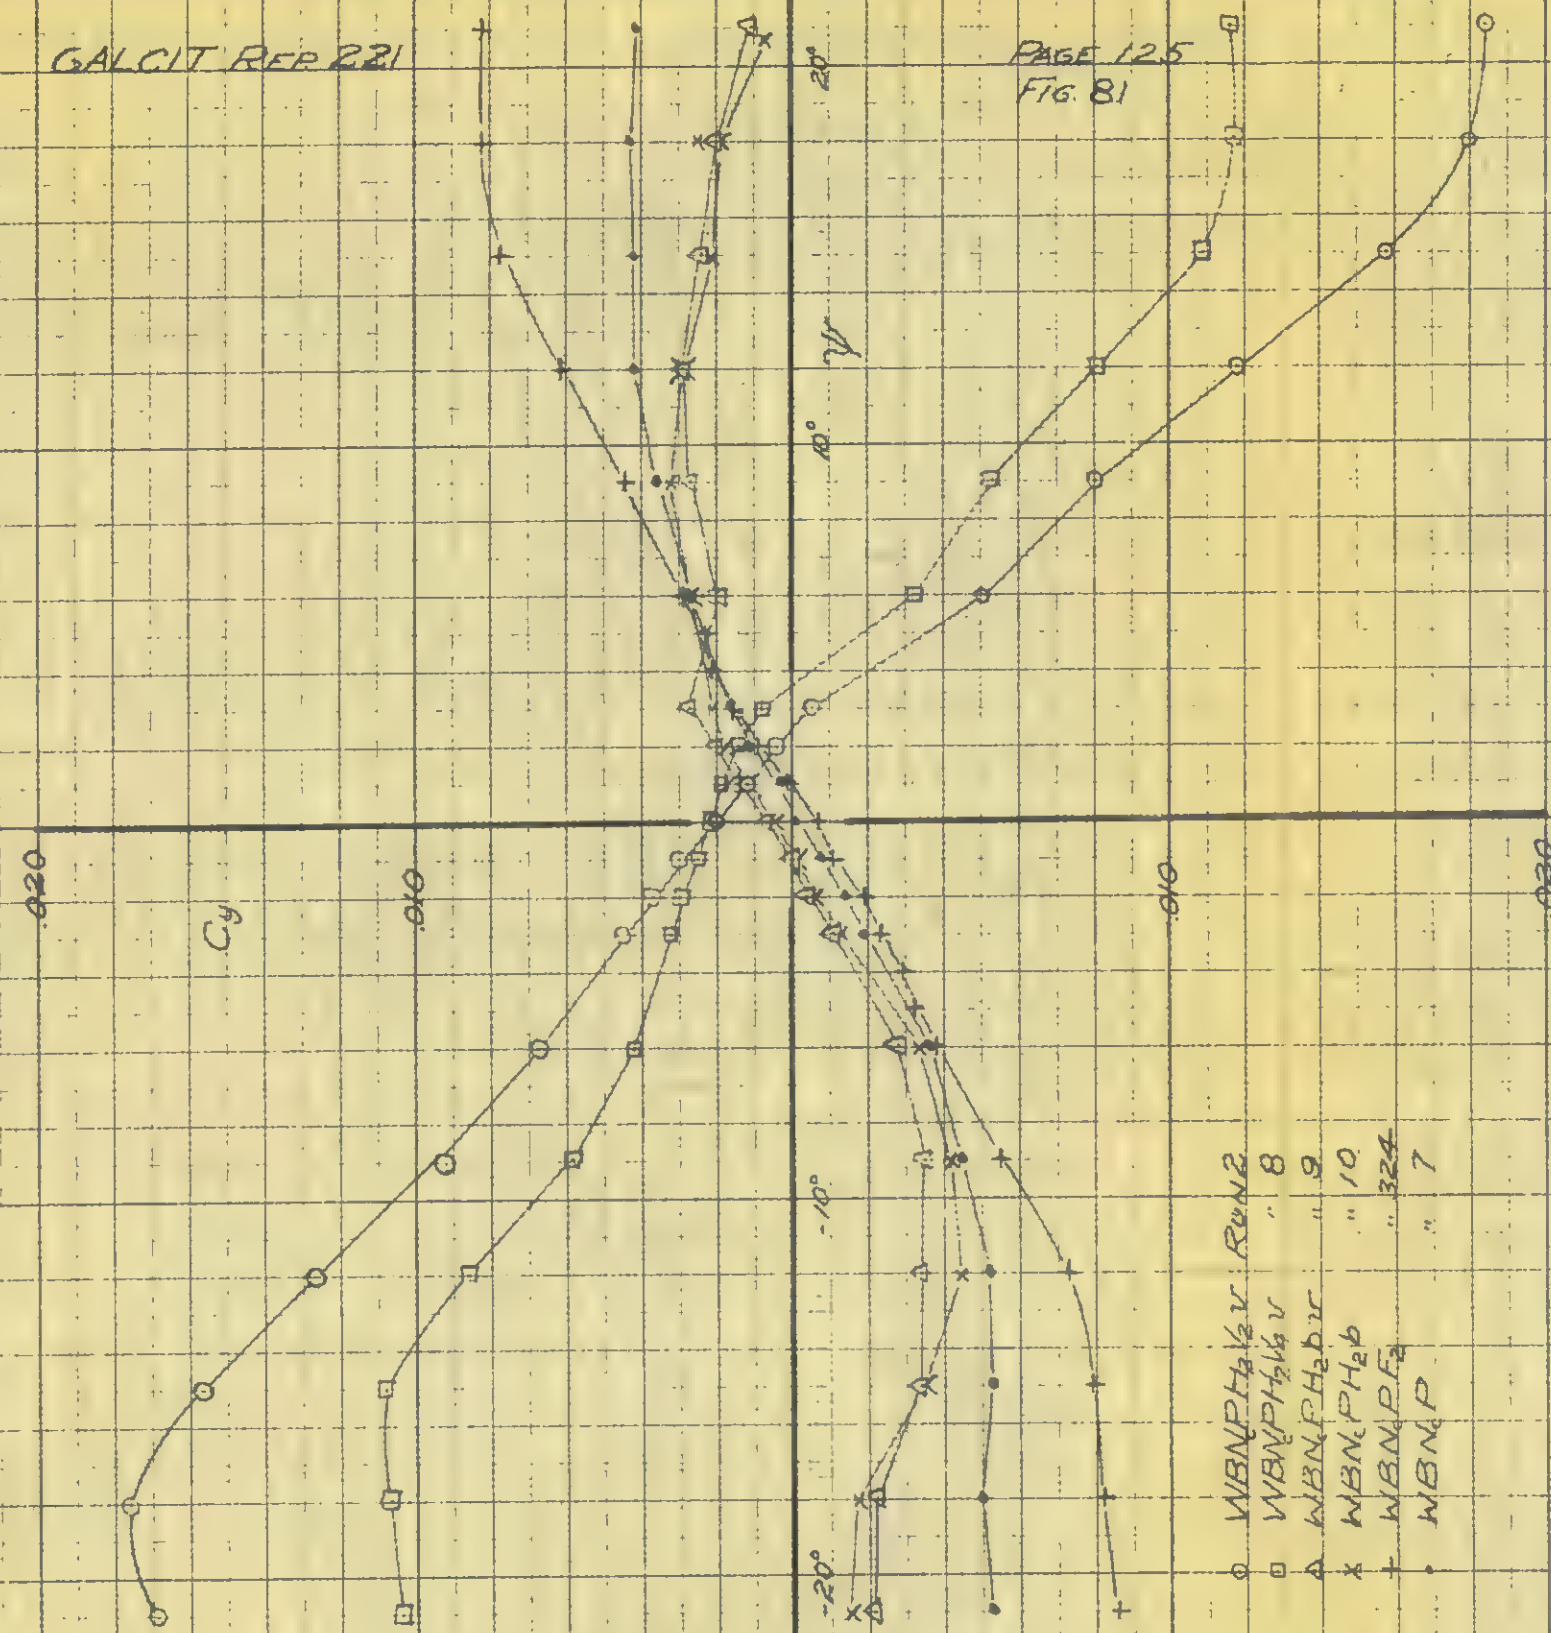 GALCIT REP. 221
PAGE 125
FIG. 81
20°
10°
ψ
-10°
-20°
.020
.010
Cy
.010
.020
WBNcPH₂V₂v RUN 2
WBNcPH₂V₆v " 8
WBNcPH₂bv " 9
WBNcPH₂b " 10
WBNcPF₂ " 324
WBNcP " 7